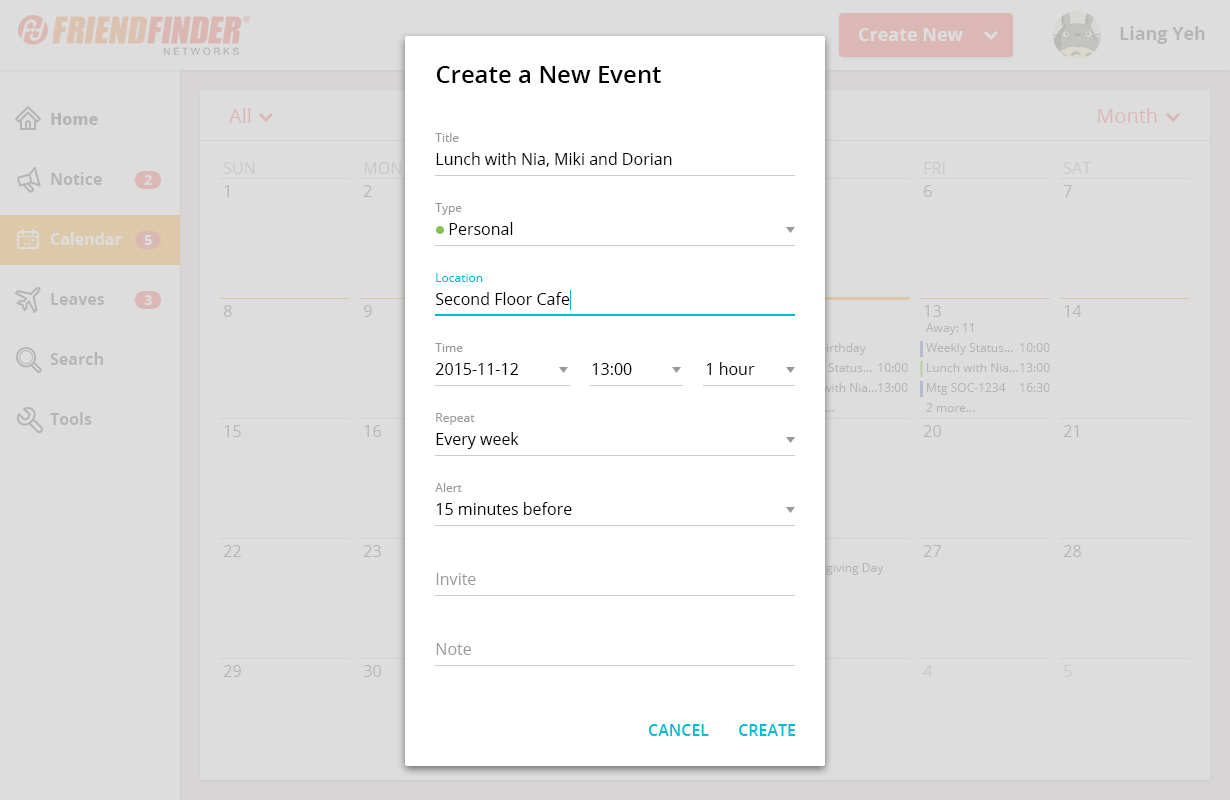 FRIENDFINDER®
NETWORKS
Create New
Liang Yeh
Home
Notice 2
Calendar 5
Leaves 3
Search
Tools
All
Month
SUN MON FRI SAT
1 2 6 7
8 9 13 14
Away: 11
irthday
Weekly Status... 10:00
Status... 10:00
Lunch with Nia...13:00
with Nia...13:00
Mtg SOC-1234 16:30
...
2 more...
15 16 20 21
22 23 27 28
giving Day
29 30 4 5
Create a New Event
Title
Lunch with Nia, Miki and Dorian
Type
Personal
Location
Second Floor Cafe
Time
2015-11-12 13:00 1 hour
Repeat
Every week
Alert
15 minutes before
Invite
Note
CANCEL CREATE